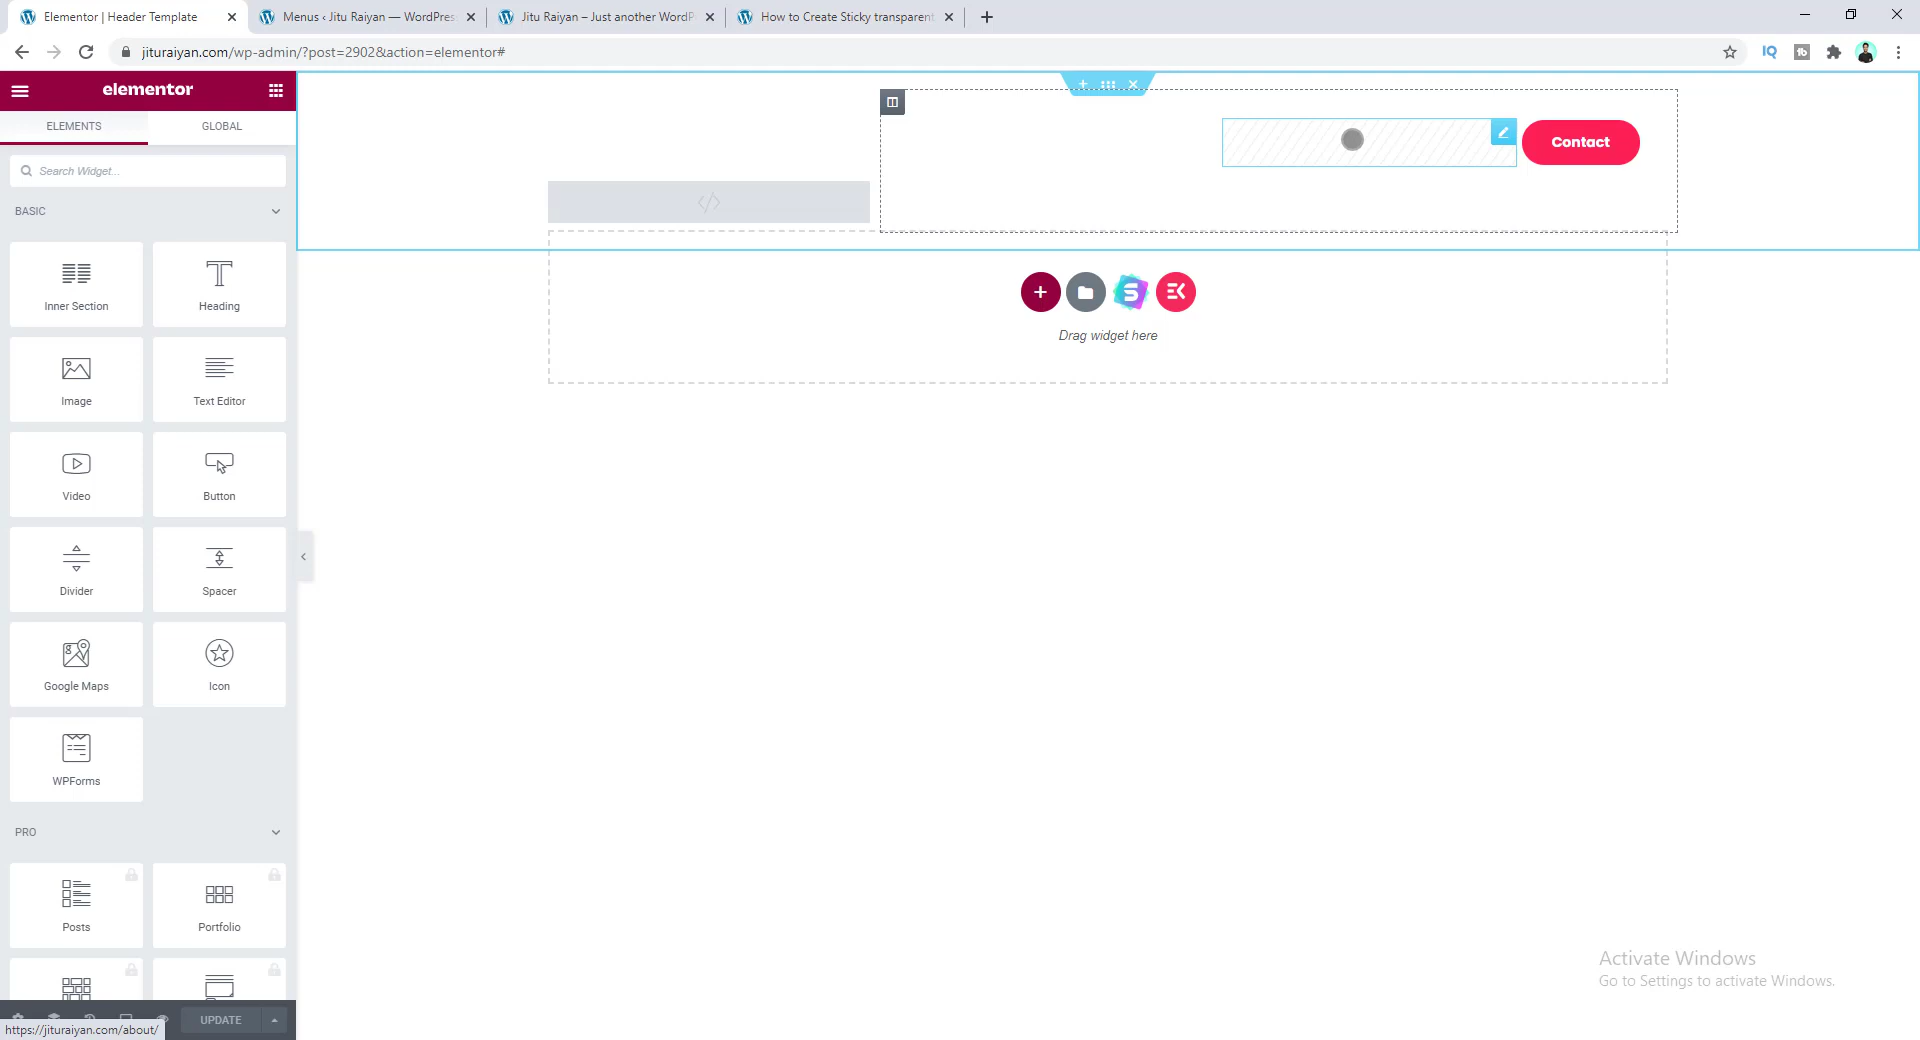 Elementor | Header Template
Menus ‹ Jitu Raiyan — WordPres
Jitu Raiyan – Just another WordP
How to Create Sticky transparent
jituraiyan.com/wp-admin/?post=2902&action=elementor#
IQ
elementor
ELEMENTS
GLOBAL
Search Widget...
BASIC
Inner Section
Heading
Image
Text Editor
Video
Button
Divider
Spacer
Google Maps
Icon
WPForms
PRO
Posts
Portfolio
UPDATE
https://jituraiyan.com/about/
Contact
Drag widget here
Activate Windows
Go to Settings to activate Windows.